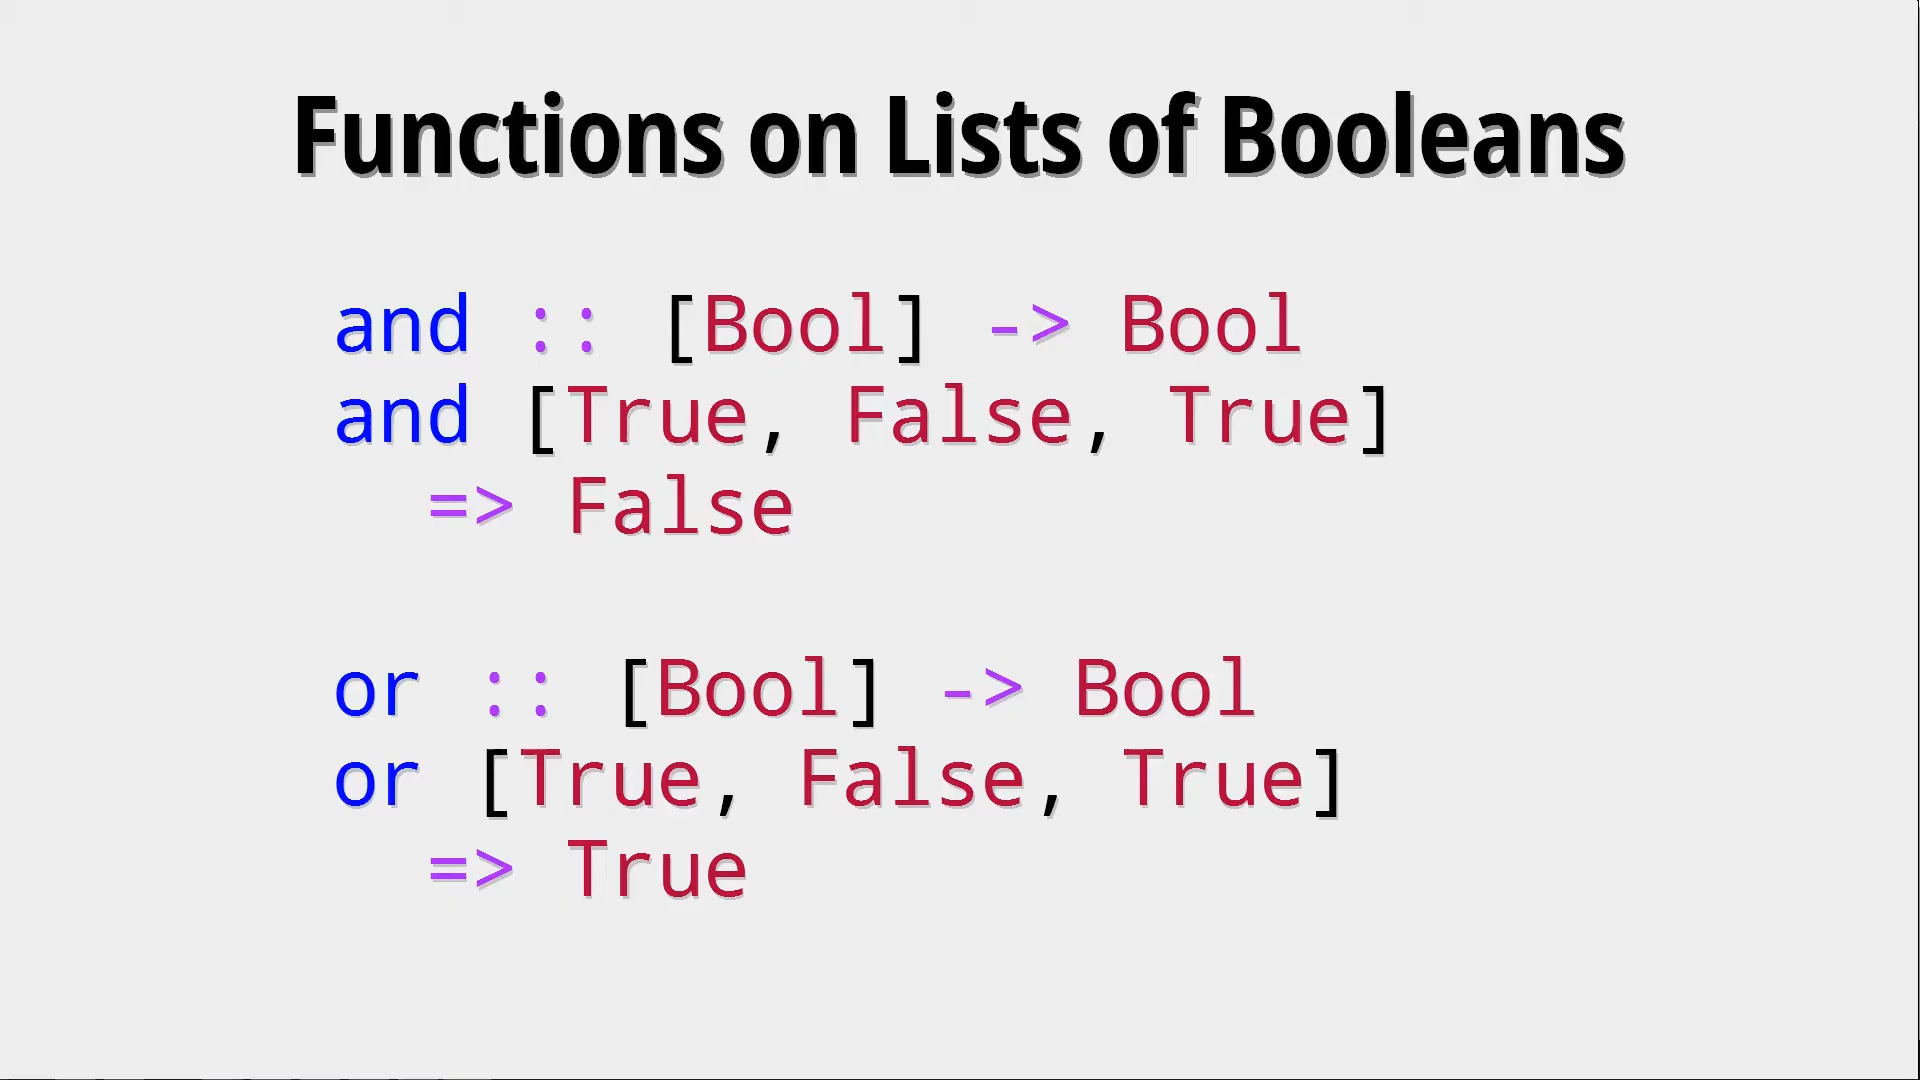 Functions on Lists of Booleans
and :: [Bool] -> Bool
and [True, False, True]
=> False
or :: [Bool] -> Bool
or [True, False, True]
=> True